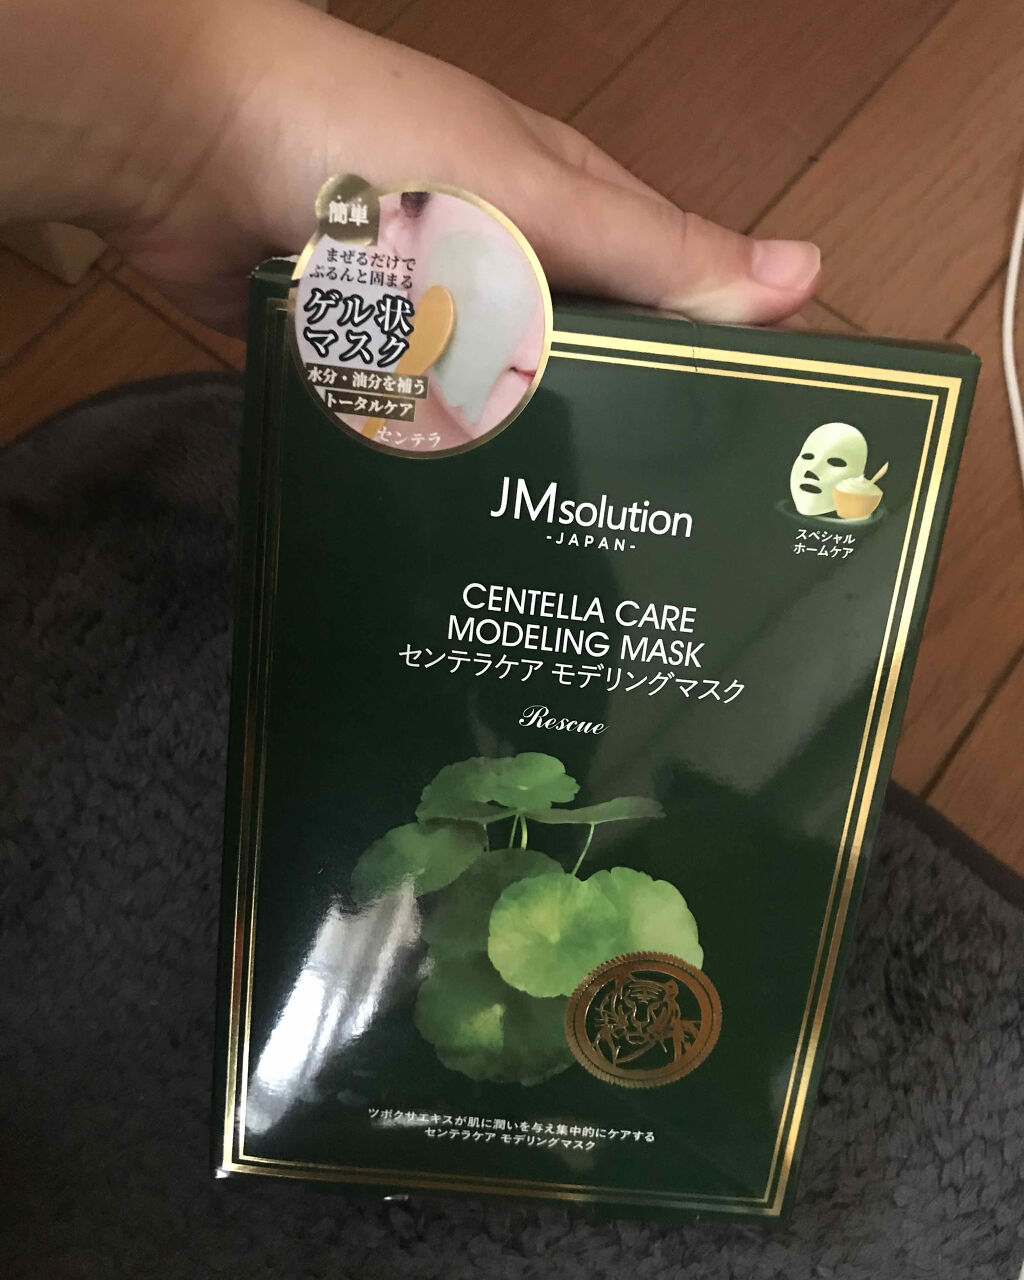 簡単
まぜるだけで
ぷるんと固まる
ゲル状
マスク
水分・油分を補う
トータルケア
センテラ
JMsolution
-JAPAN-
スペシャル
ホームケア
CENTELLA CARE
MODELING MASK
センテラケア モデリングマスク
Rescue
ツボクサエキスが肌に潤いを与え集中的にケアする
センテラケア モデリングマスク